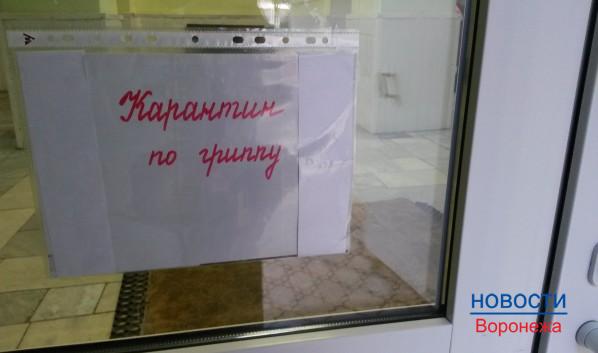 Карантин
по гриппу
НОВОСТИ
Воронежа